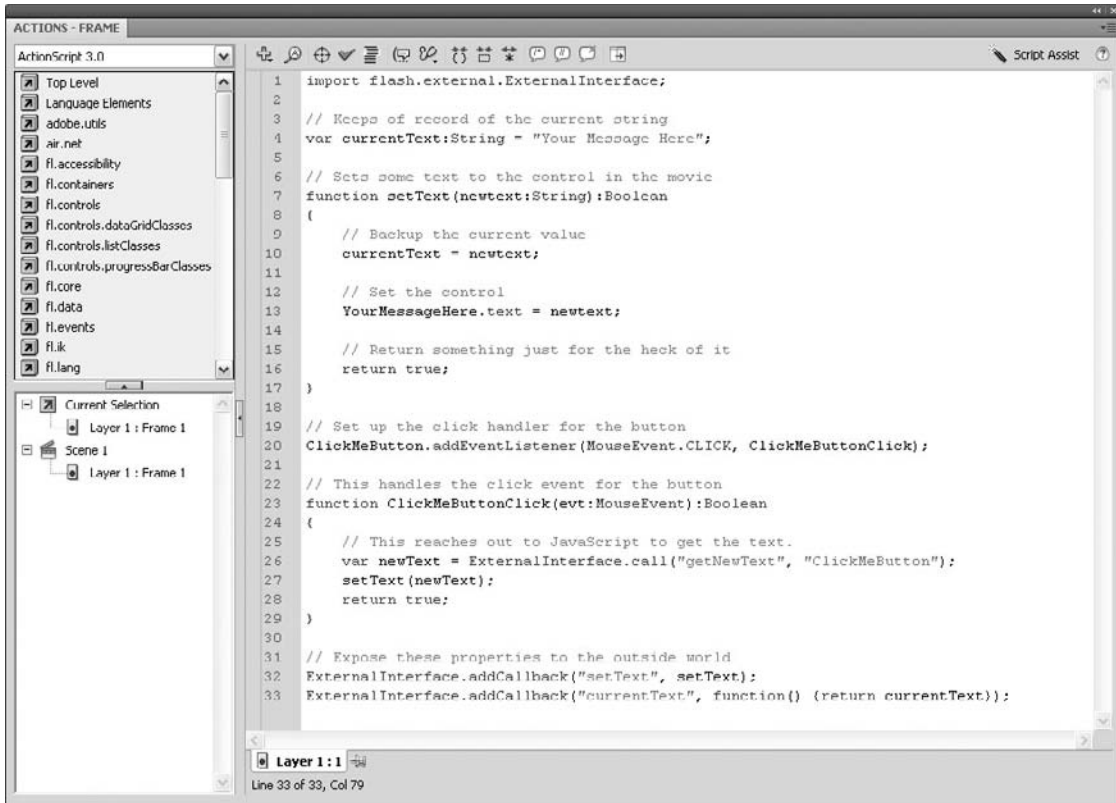 ACTIONS - FRAME
ActionScript 3.0
Script Assist
Top Level
Language Elements
adobe.utils
air.net
fl.accessibility
fl.containers
fl.controls
fl.controls.dataGridClasses
fl.controls.listClasses
fl.controls.progressBarClasses
fl.core
fl.data
fl.events
fl.ik
fl.lang
Current Selection
Layer 1 : Frame 1
Scene 1
Layer 1 : Frame 1
1 import flash.external.ExternalInterface;
2
3 // Keeps of record of the current string
4 var currentText:String = "Your Message Here";
5
6 // Sets some text to the control in the movie
7 function setText(newtext:String):Boolean
8 {
9 // Backup the current value
10 currentText = newtext;
11
12 // Set the control
13 YourMessageHere.text = newtext;
14
15 // Return something just for the heck of it
16 return true;
17 }
18
19 // Set up the click handler for the button
20 ClickMeButton.addEventListener(MouseEvent.CLICK, ClickMeButtonClick);
21
22 // This handles the click event for the button
23 function ClickMeButtonClick(evt:MouseEvent):Boolean
24 {
25 // This reaches out to JavaScript to get the text.
26 var newText = ExternalInterface.call("getNewText", "ClickMeButton");
27 setText(newText);
28 return true;
29 }
30
31 // Expose these properties to the outside world
32 ExternalInterface.addCallback("setText", setText);
33 ExternalInterface.addCallback("currentText", function() {return currentText});
Layer 1 : 1
Line 33 of 33, Col 79